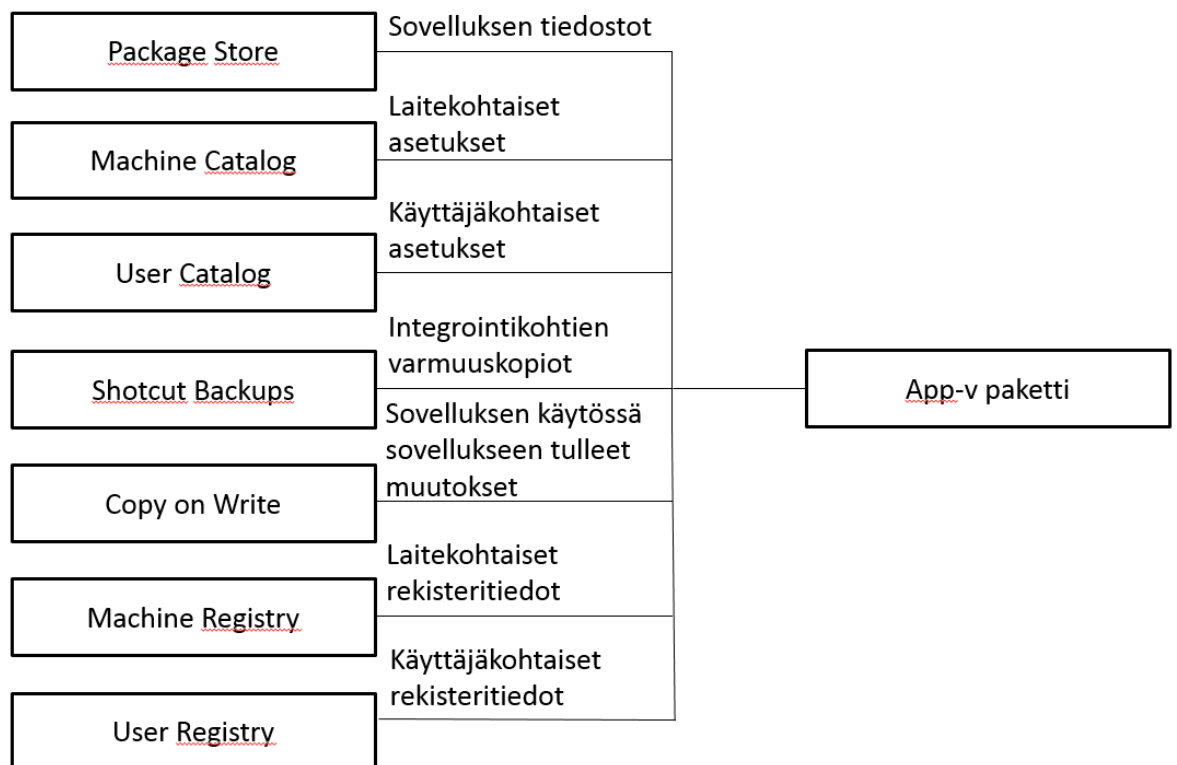 Sovelluksen tiedostot
Package Store
Laitekohtaiset
asetukset
Machine Catalog
Käyttäjäkohtaiset
asetukset
User Catalog
Integrointikohtien
varmuuskopiot
Shotcut Backups
App-v paketti
Sovelluksen käytössä
sovellukseen tulleet
muutokset
Copy on Write
Laitekohtaiset
rekisteritiedot
Machine Registry
Käyttäjäkohtaiset
rekisteritiedot
User Registry